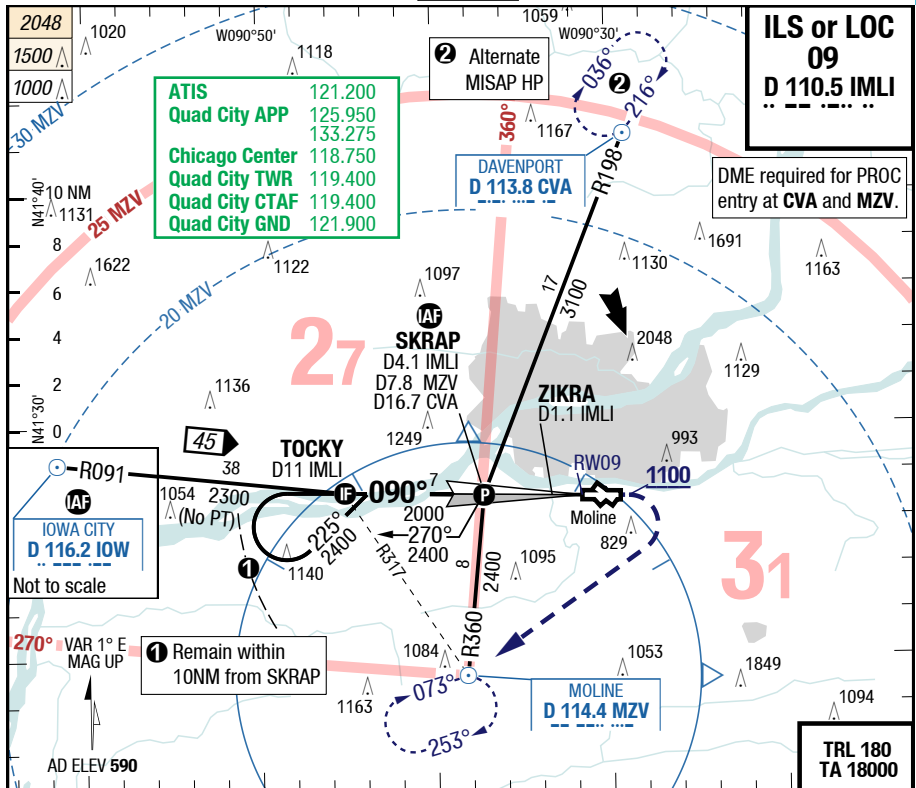 2048
1500
1000
1020
W090°50'
1118
1059
W090°30'
2 Alternate
MISAP HP
036°
2
216°
ILS or LOC
09
D 110.5 IMLI
30 MZV
ATIS 121.200
Quad City APP 125.950
133.275
Chicago Center 118.750
Quad City TWR 119.400
Quad City CTAF 119.400
Quad City GND 121.900
360°
1167
DAVENPORT
D 113.8 CVA
R198
DME required for PROC
entry at CVA and MZV.
N41°40'
10 NM
1131
25 MZV
8
1622
1122
1691
1130
1163
6
20 MZV
1097
17
3100
4
27
IAF
SKRAP
D4.1 IMLI
D7.8 MZV
D16.7 CVA
2048
1129
2
1136
ZIKRA
D1.1 IMLI
N41°30'
0
45
1249
993
TOCKY
D11 IMLI
R091
38
2300
(No PT)
1054
IF
090°
7
2000
P
RW09
1100
Moline
IAF
IOWA CITY
D 116.2 IOW
Not to scale
225°
2400
270°
2400
829
R317
8
2400
1095
31
1
1140
270°
VAR 1° E
MAG UP
1 Remain within
10NM from SKRAP
R360
1084
1053
1849
1163
073°
253°
MOLINE
D 114.4 MZV
1094
AD ELEV 590
TRL 180
TA 18000